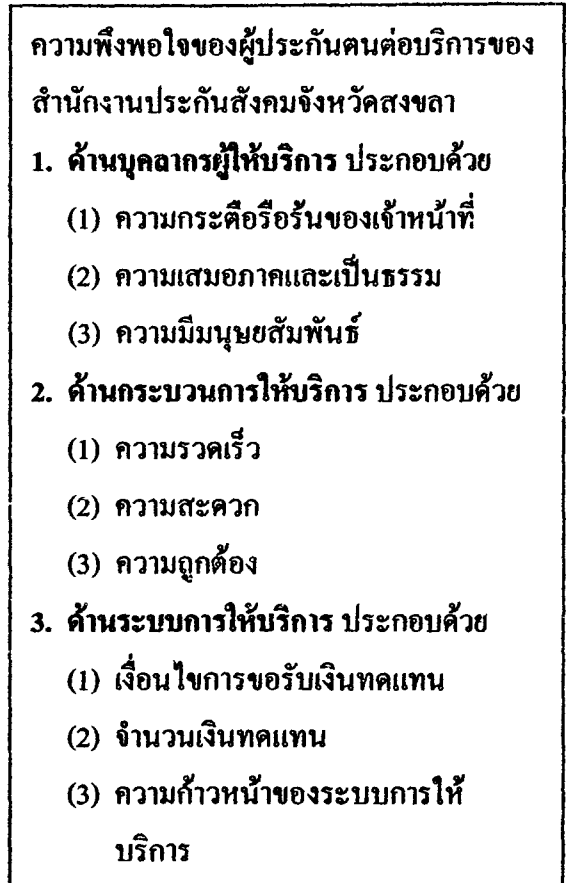 ความพึงพอใจของผู้ประกันตนต่อบริการของ
สำนักงานประกันสังคมจังหวัดสงขลา
1. ด้านบุคลากรผู้ให้บริการ ประกอบด้วย
(1) ความกระตือรือร้นของเจ้าหน้าที่
(2) ความเสมอภาคและเป็นธรรม
(3) ความมีมนุษยสัมพันธ์
2. ด้านกระบวนการให้บริการ ประกอบด้วย
(1) ความรวดเร็ว
(2) ความสะดวก
(3) ความถูกต้อง
3. ด้านระบบการให้บริการ ประกอบด้วย
(1) เงื่อนไขการขอรับเงินทดแทน
(2) จำนวนเงินทดแทน
(3) ความก้าวหน้าของระบบการให้
บริการ